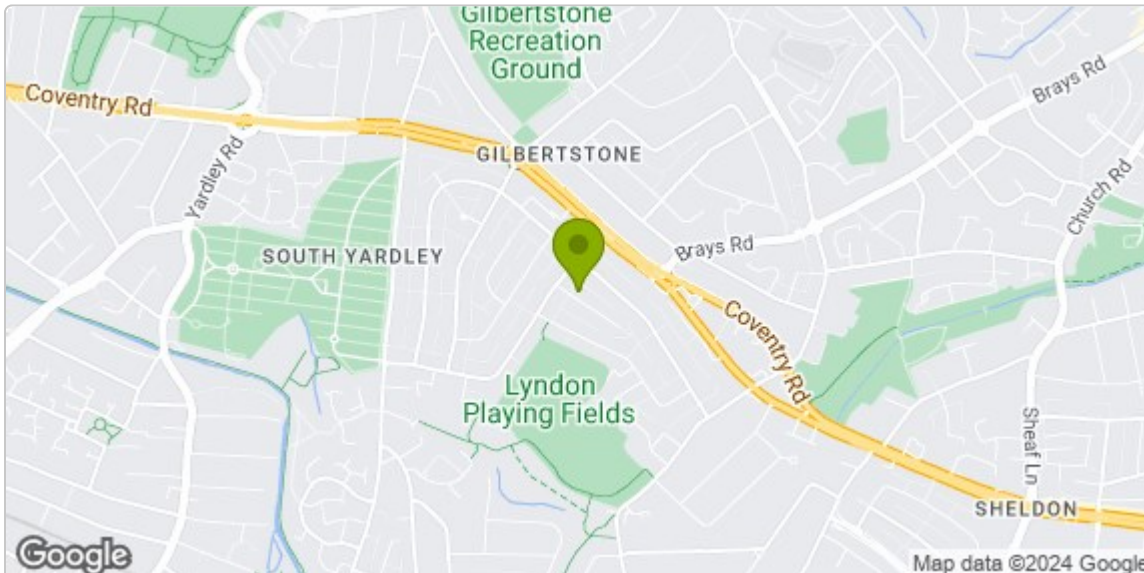 Gilbertstone
Recreation
Ground
Coventry Rd
Brays Rd
GILBERTSTONE
Church Rd
Yardley Rd
SOUTH YARDLEY
Brays Rd
Coventry Rd
Lyndon
Playing Fields
Sheaf Ln
SHELDON
Google
Map data ©2024 Google